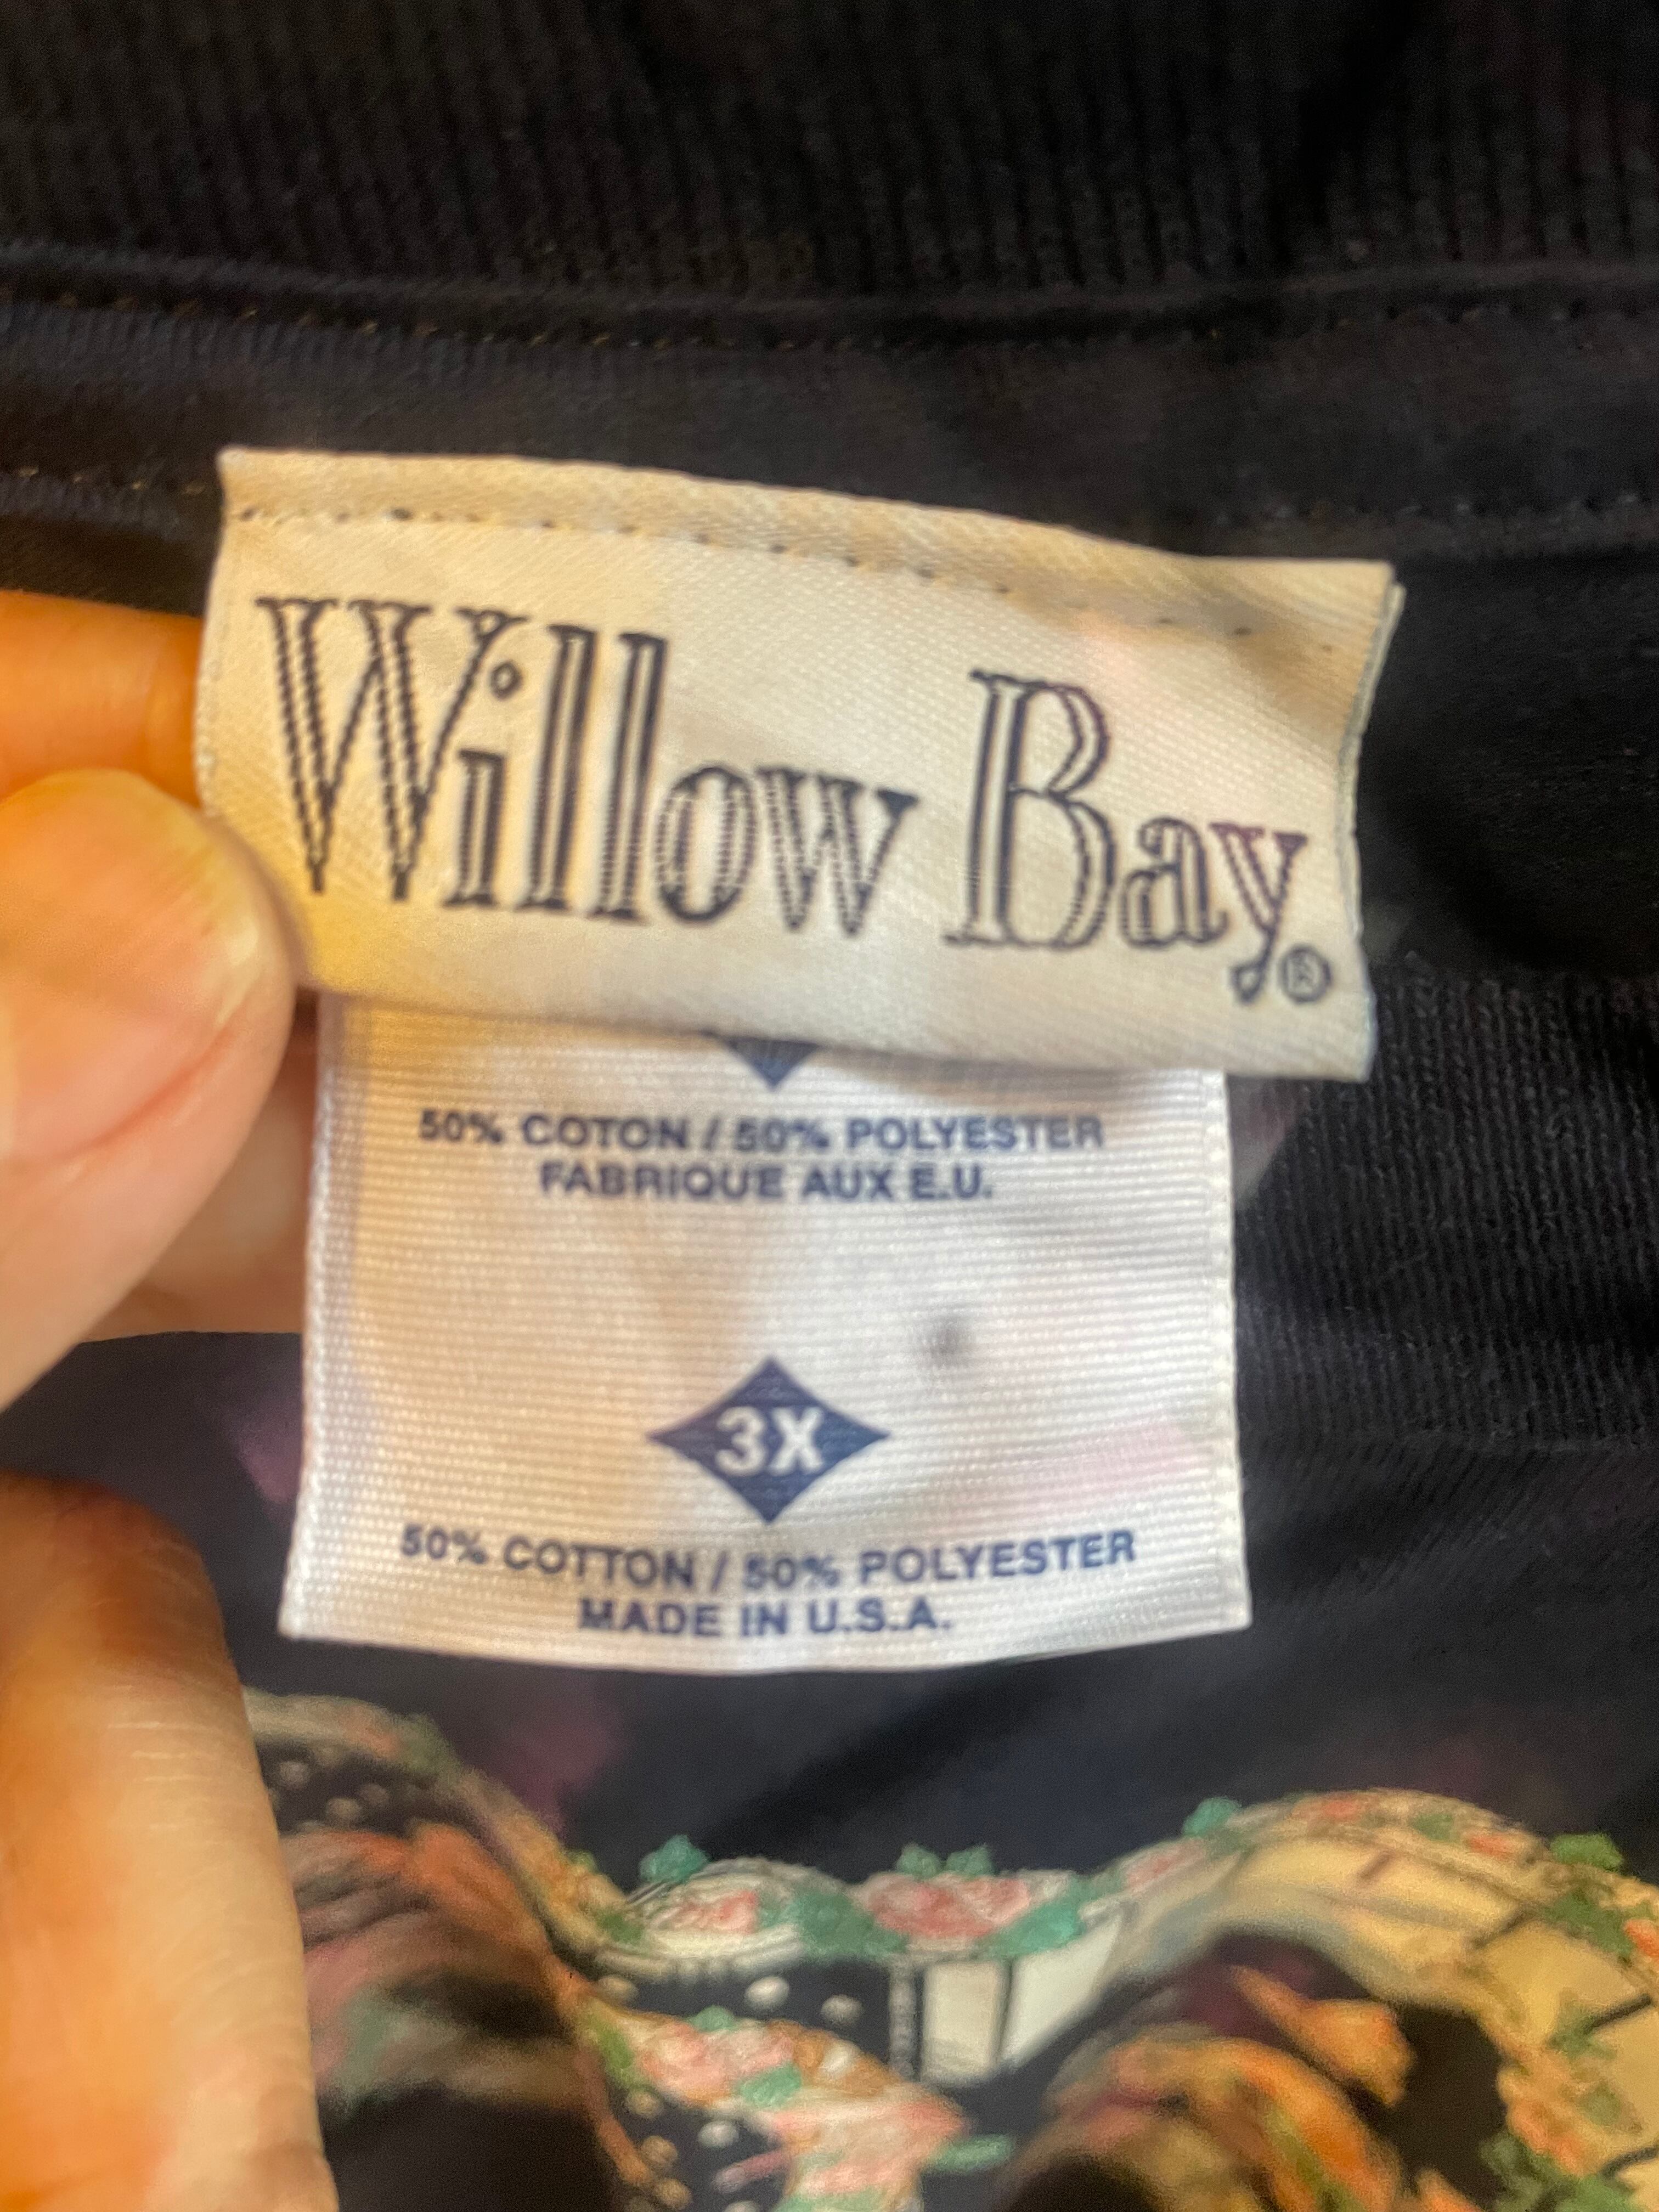 Willow Bay®
50% COTON / 50% POLYESTER
FABRIQUE AUX E.U.
3X
50% COTTON / 50% POLYESTER
MADE IN U.S.A.